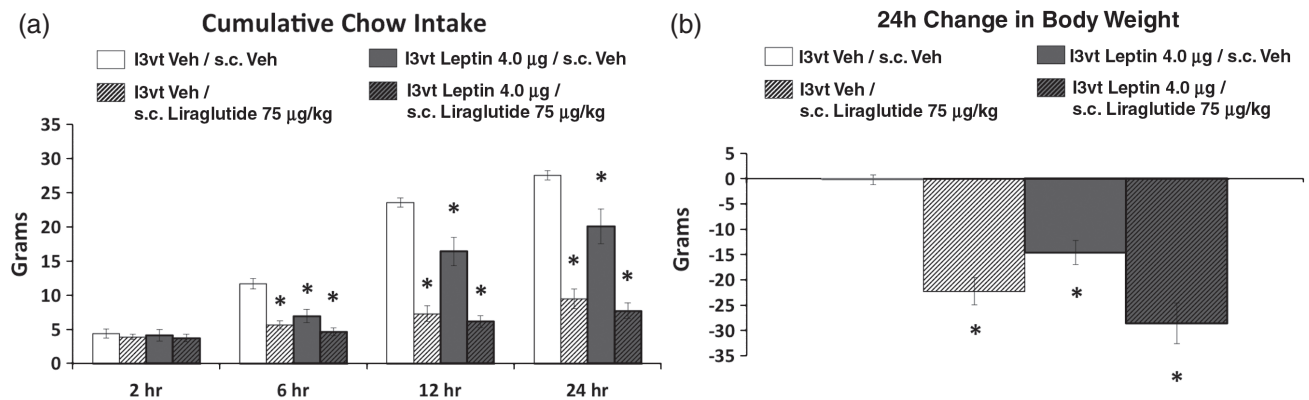 (a)
Cumulative Chow Intake
I3vt Veh / s.c. Veh
I3vt Leptin 4.0 μg / s.c. Veh
I3vt Veh /
s.c. Liraglutide 75 μg/kg
I3vt Leptin 4.0 μg /
s.c. Liraglutide 75 μg/kg
Grams
35
30
25
20
15
10
5
0
* * *
* * *
* * *
2 hr
6 hr
12 hr
24 hr
(b)
24h Change in Body Weight
I3vt Veh / s.c. Veh
I3vt Leptin 4.0 μg / s.c. Veh
I3vt Veh /
s.c. Liraglutide 75 μg/kg
I3vt Leptin 4.0 μg /
s.c. Liraglutide 75 μg/kg
Grams
5
0
-5
-10
-15
-20
-25
-30
-35
*
*
*